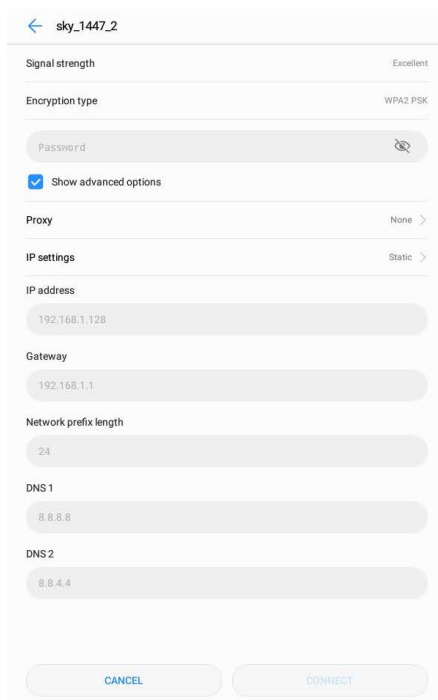 sky_1447_2
Signal strength Excellent
Encryption type WPA2 PSK
Password
Show advanced options
Proxy None
IP settings Static
IP address
192.168.1.128
Gateway
192.168.1.1
Network prefix length
24
DNS 1
8.8.8.8
DNS 2
8.8.4.4
CANCEL CONNECT